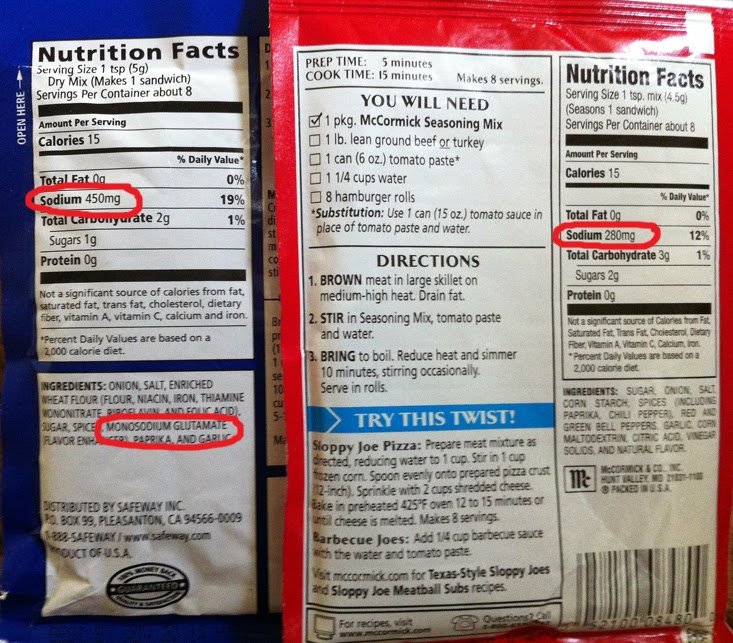 OPEN HERE →
Nutrition Facts
Serving Size 1 tsp (5g)
Dry Mix (Makes 1 sandwich)
Servings Per Container about 8
Amount Per Serving
Calories 15
% Daily Value*
Total Fat 0g 0%
Sodium 450mg 19%
Total Carbohydrate 2g 1%
Sugars 1g
Protein 0g
Not a significant source of calories from fat,
saturated fat, trans fat, cholesterol, dietary
fiber, vitamin A, vitamin C, calcium and iron.
*Percent Daily Values are based on a
2,000 calorie diet.
INGREDIENTS: ONION, SALT, ENRICHED
WHEAT FLOUR (FLOUR, NIACIN, IRON, THIAMINE
MONONITRATE, RIBOFLAVIN, AND FOLIC ACID),
SUGAR, SPICE, MONOSODIUM GLUTAMATE
(FLAVOR ENHANCER), PAPRIKA, AND GARLIC
DISTRIBUTED BY SAFEWAY INC.
P.O. BOX 99, PLEASANTON, CA 94566-0009
1-888-SAFEWAY / www.safeway.com
PRODUCT OF U.S.A.
100% MONEY BACK
GUARANTEED
PREP TIME: 5 minutes
COOK TIME: 15 minutes Makes 8 servings.
YOU WILL NEED
1 pkg. McCormick Seasoning Mix
1 lb. lean ground beef or turkey
1 can (6 oz.) tomato paste*
1 1/4 cups water
8 hamburger rolls
*Substitution: Use 1 can (15 oz.) tomato sauce in
place of tomato paste and water.
DIRECTIONS
1. BROWN meat in large skillet on
medium-high heat. Drain fat.
2. STIR in Seasoning Mix, tomato paste
and water.
3. BRING to boil. Reduce heat and simmer
10 minutes, stirring occasionally.
Serve in rolls.
TRY THIS TWIST!
Sloppy Joe Pizza: Prepare meat mixture as
directed, reducing water to 1 cup. Stir in 1 cup
frozen corn. Spoon evenly onto prepared pizza crust
(12-inch). Sprinkle with 2 cups shredded cheese.
Bake in preheated 425°F oven 12 to 15 minutes or
until cheese is melted. Makes 8 servings.
Barbecue Joes: Add 1/4 cup barbecue sauce
with the water and tomato paste.
Visit mccormick.com for Texas-Style Sloppy Joes
and Sloppy Joe Meatball Subs recipes.
For recipes, visit
www.mccormick.com
Questions? Call
Nutrition Facts
Serving Size 1 tsp. mix (4.5g)
(Seasons 1 sandwich)
Servings Per Container about 8
Amount Per Serving
Calories 15
% Daily Value*
Total Fat 0g 0%
Sodium 280mg 12%
Total Carbohydrate 3g 1%
Sugars 2g
Protein 0g
Not a significant source of Calories from Fat,
Saturated Fat, Trans Fat, Cholesterol, Dietary
Fiber, Vitamin A, Vitamin C, Calcium, Iron.
*Percent Daily Values are based on a
2,000 calorie diet.
INGREDIENTS: SUGAR, ONION, SALT,
CORN STARCH, SPICES (INCLUDING
PAPRIKA, CHILI PEPPER), RED AND
GREEN BELL PEPPERS, GARLIC, CORN
MALTODEXTRIN, CITRIC ACID, VINEGAR
SOLIDS, AND NATURAL FLAVOR.
Mc
McCORMICK & CO., INC.
HUNT VALLEY, MD 21031-1100
® PACKED IN U.S.A.
52100 08480